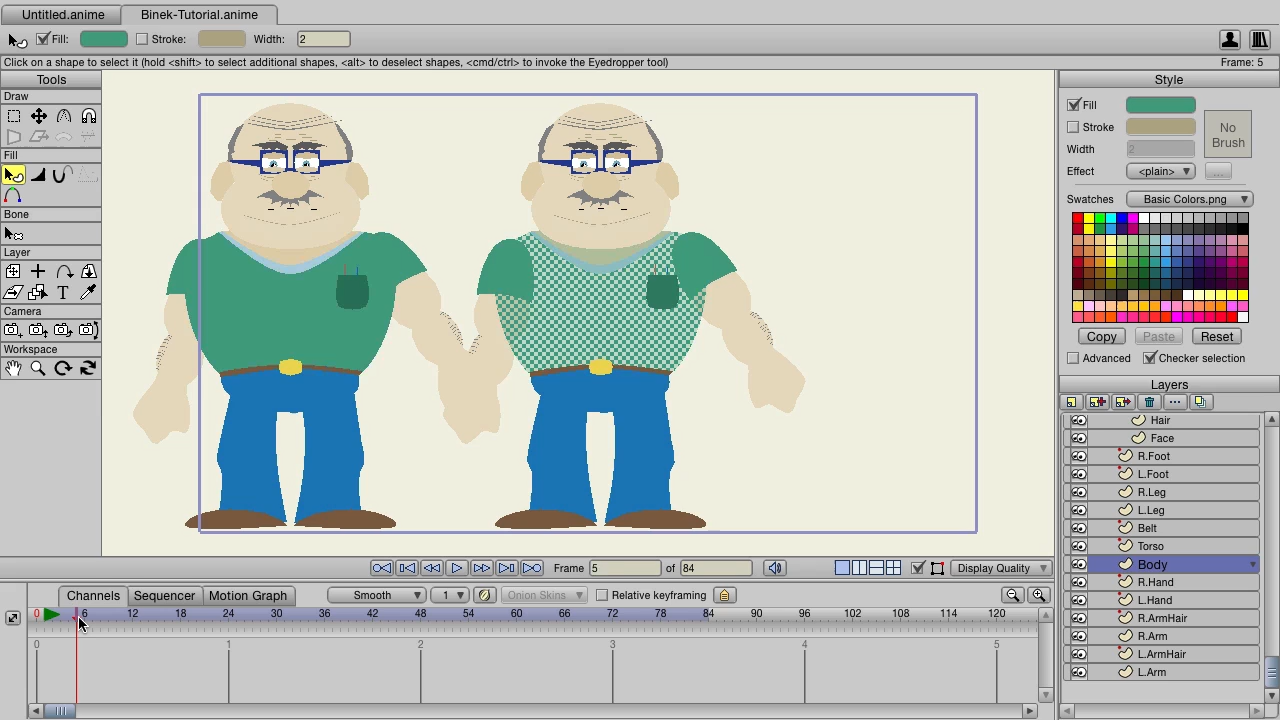 Untitled.anime Binek-Tutorial.anime
Fill: Stroke: Width: 2
Click on a shape to select it (hold <shift> to select additional shapes, <alt> to deselect shapes, <cmd/ctrl> to invoke the Eyedropper tool) Frame: 5
Tools
Draw
Fill
Bone
Layer
T
Camera
Workspace
Style
Fill
Stroke
Width 2
No Brush
Effect <plain> ...
Swatches Basic Colors.png
Copy Paste Reset
Advanced Checker selection
Layers
Hair
Face
R.Foot
L.Foot
R.Leg
L.Leg
Belt
Torso
Body
R.Hand
L.Hand
R.ArmHair
R.Arm
L.ArmHair
L.Arm
Frame 5 of 84 Display Quality
Channels Sequencer Motion Graph Smooth 1 Onion Skins Relative keyframing
0 6 12 18 24 30 36 42 48 54 60 66 72 78 84 90 96 102 108 114 120
0 1 2 3 4 5